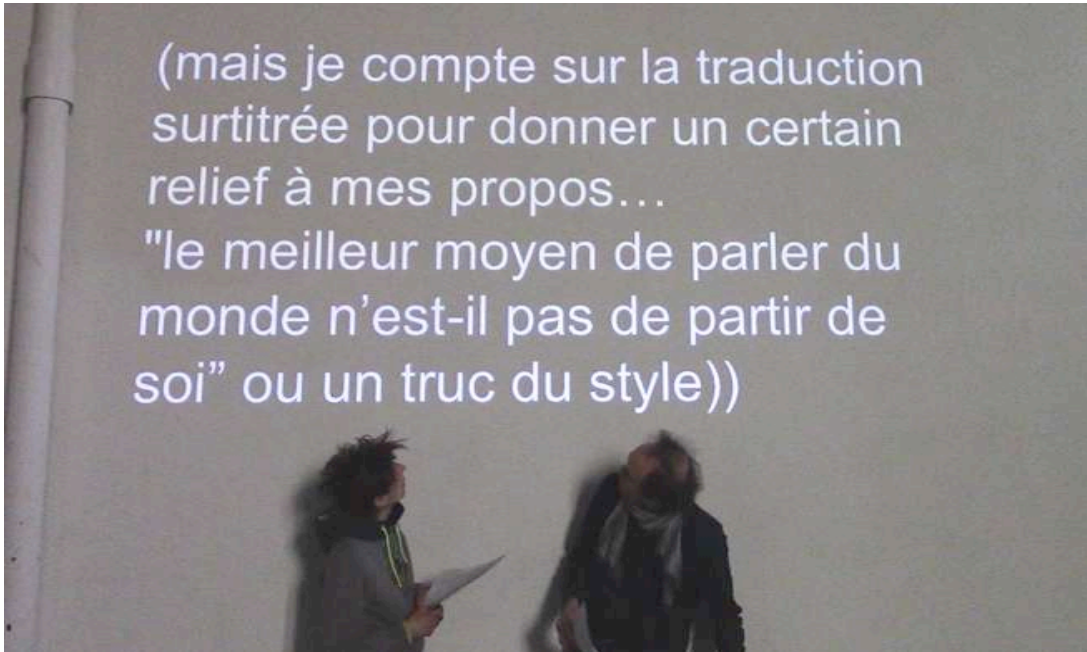 (mais je compte sur la traduction
surtitrée pour donner un certain
relief à mes propos…
"le meilleur moyen de parler du
monde n’est-il pas de partir de
soi” ou un truc du style))